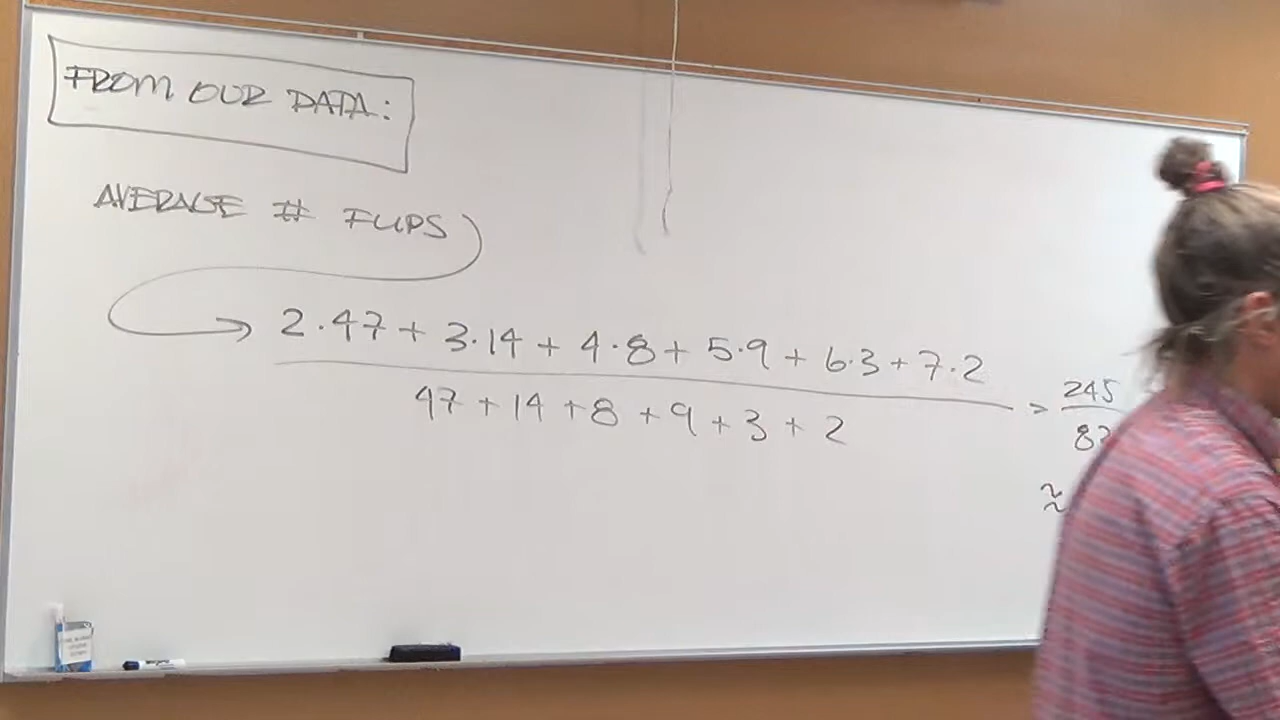 FROM OUR DATA:
AVERAGE # FLIPS
2·47 + 3·14 + 4·8 + 5·9 + 6·3 + 7·2
47 + 14 + 8 + 9 + 3 + 2
= 245
≈